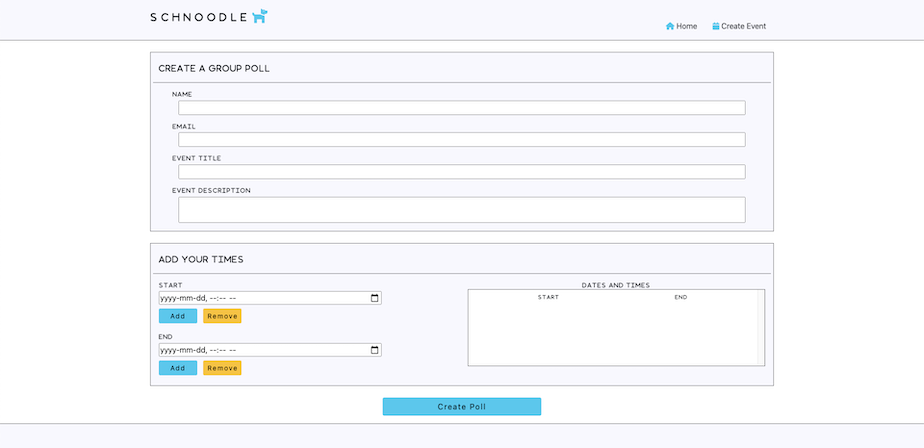 SCHNOODLE
Home Create Event
CREATE A GROUP POLL
NAME
EMAIL
EVENT TITLE
EVENT DESCRIPTION
ADD YOUR TIMES
START
yyyy-mm-dd, --:-- --
Add Remove
END
yyyy-mm-dd, --:-- --
Add Remove
DATES AND TIMES
START END
Create Poll